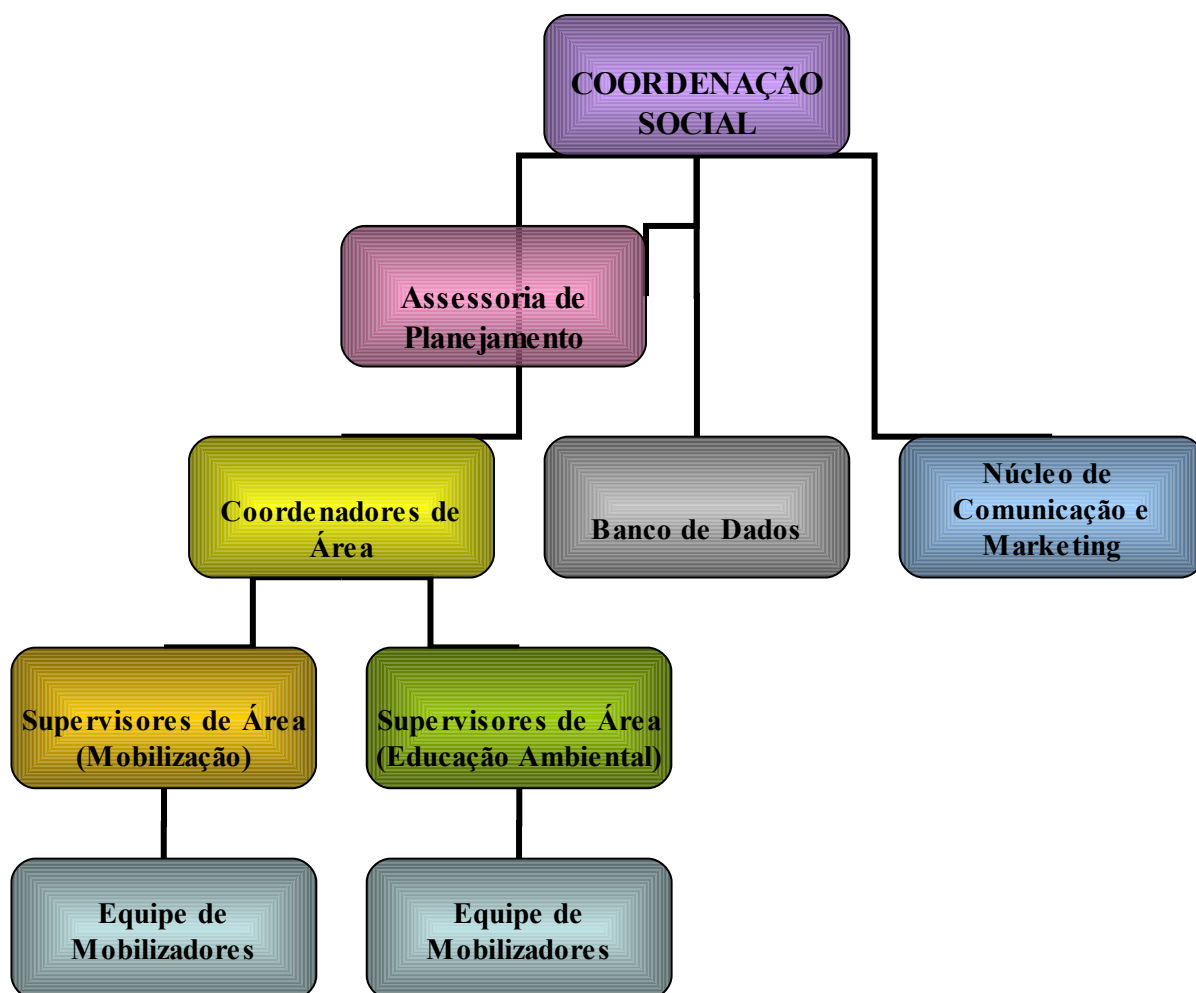 COORDENAÇÃO
SOCIAL
Assessoria de
Planejamento
Coordenadores de
Área
Banco de Dados
Núcleo de
Comunicação e
Marketing
Supervisores de Área
(Mobilização)
Supervisores de Área
(Educação Ambiental)
Equipe de
Mobilizadores
Equipe de
Mobilizadores